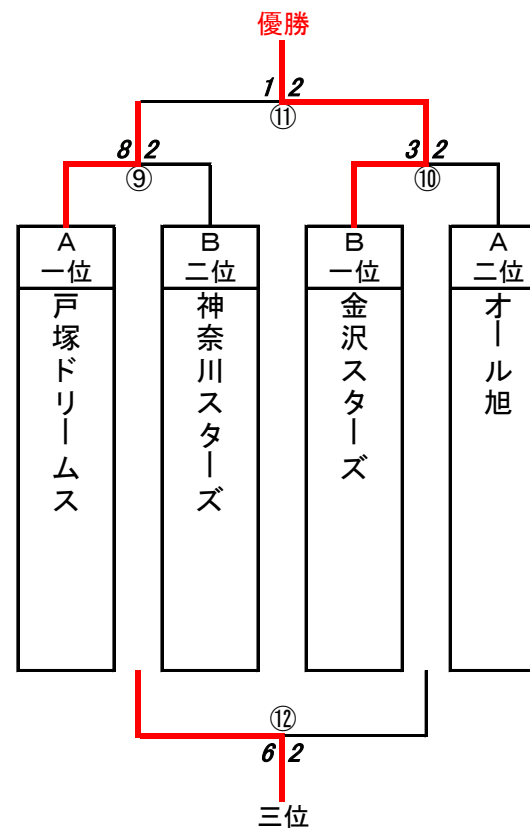 優勝
1 2
⑪
8 2
3 2
⑨
⑩
A
一位
戸塚ドリームス
B
二位
神奈川スターズ
B
一位
金沢スターズ
A
二位
オール旭
⑫
6 2
三位